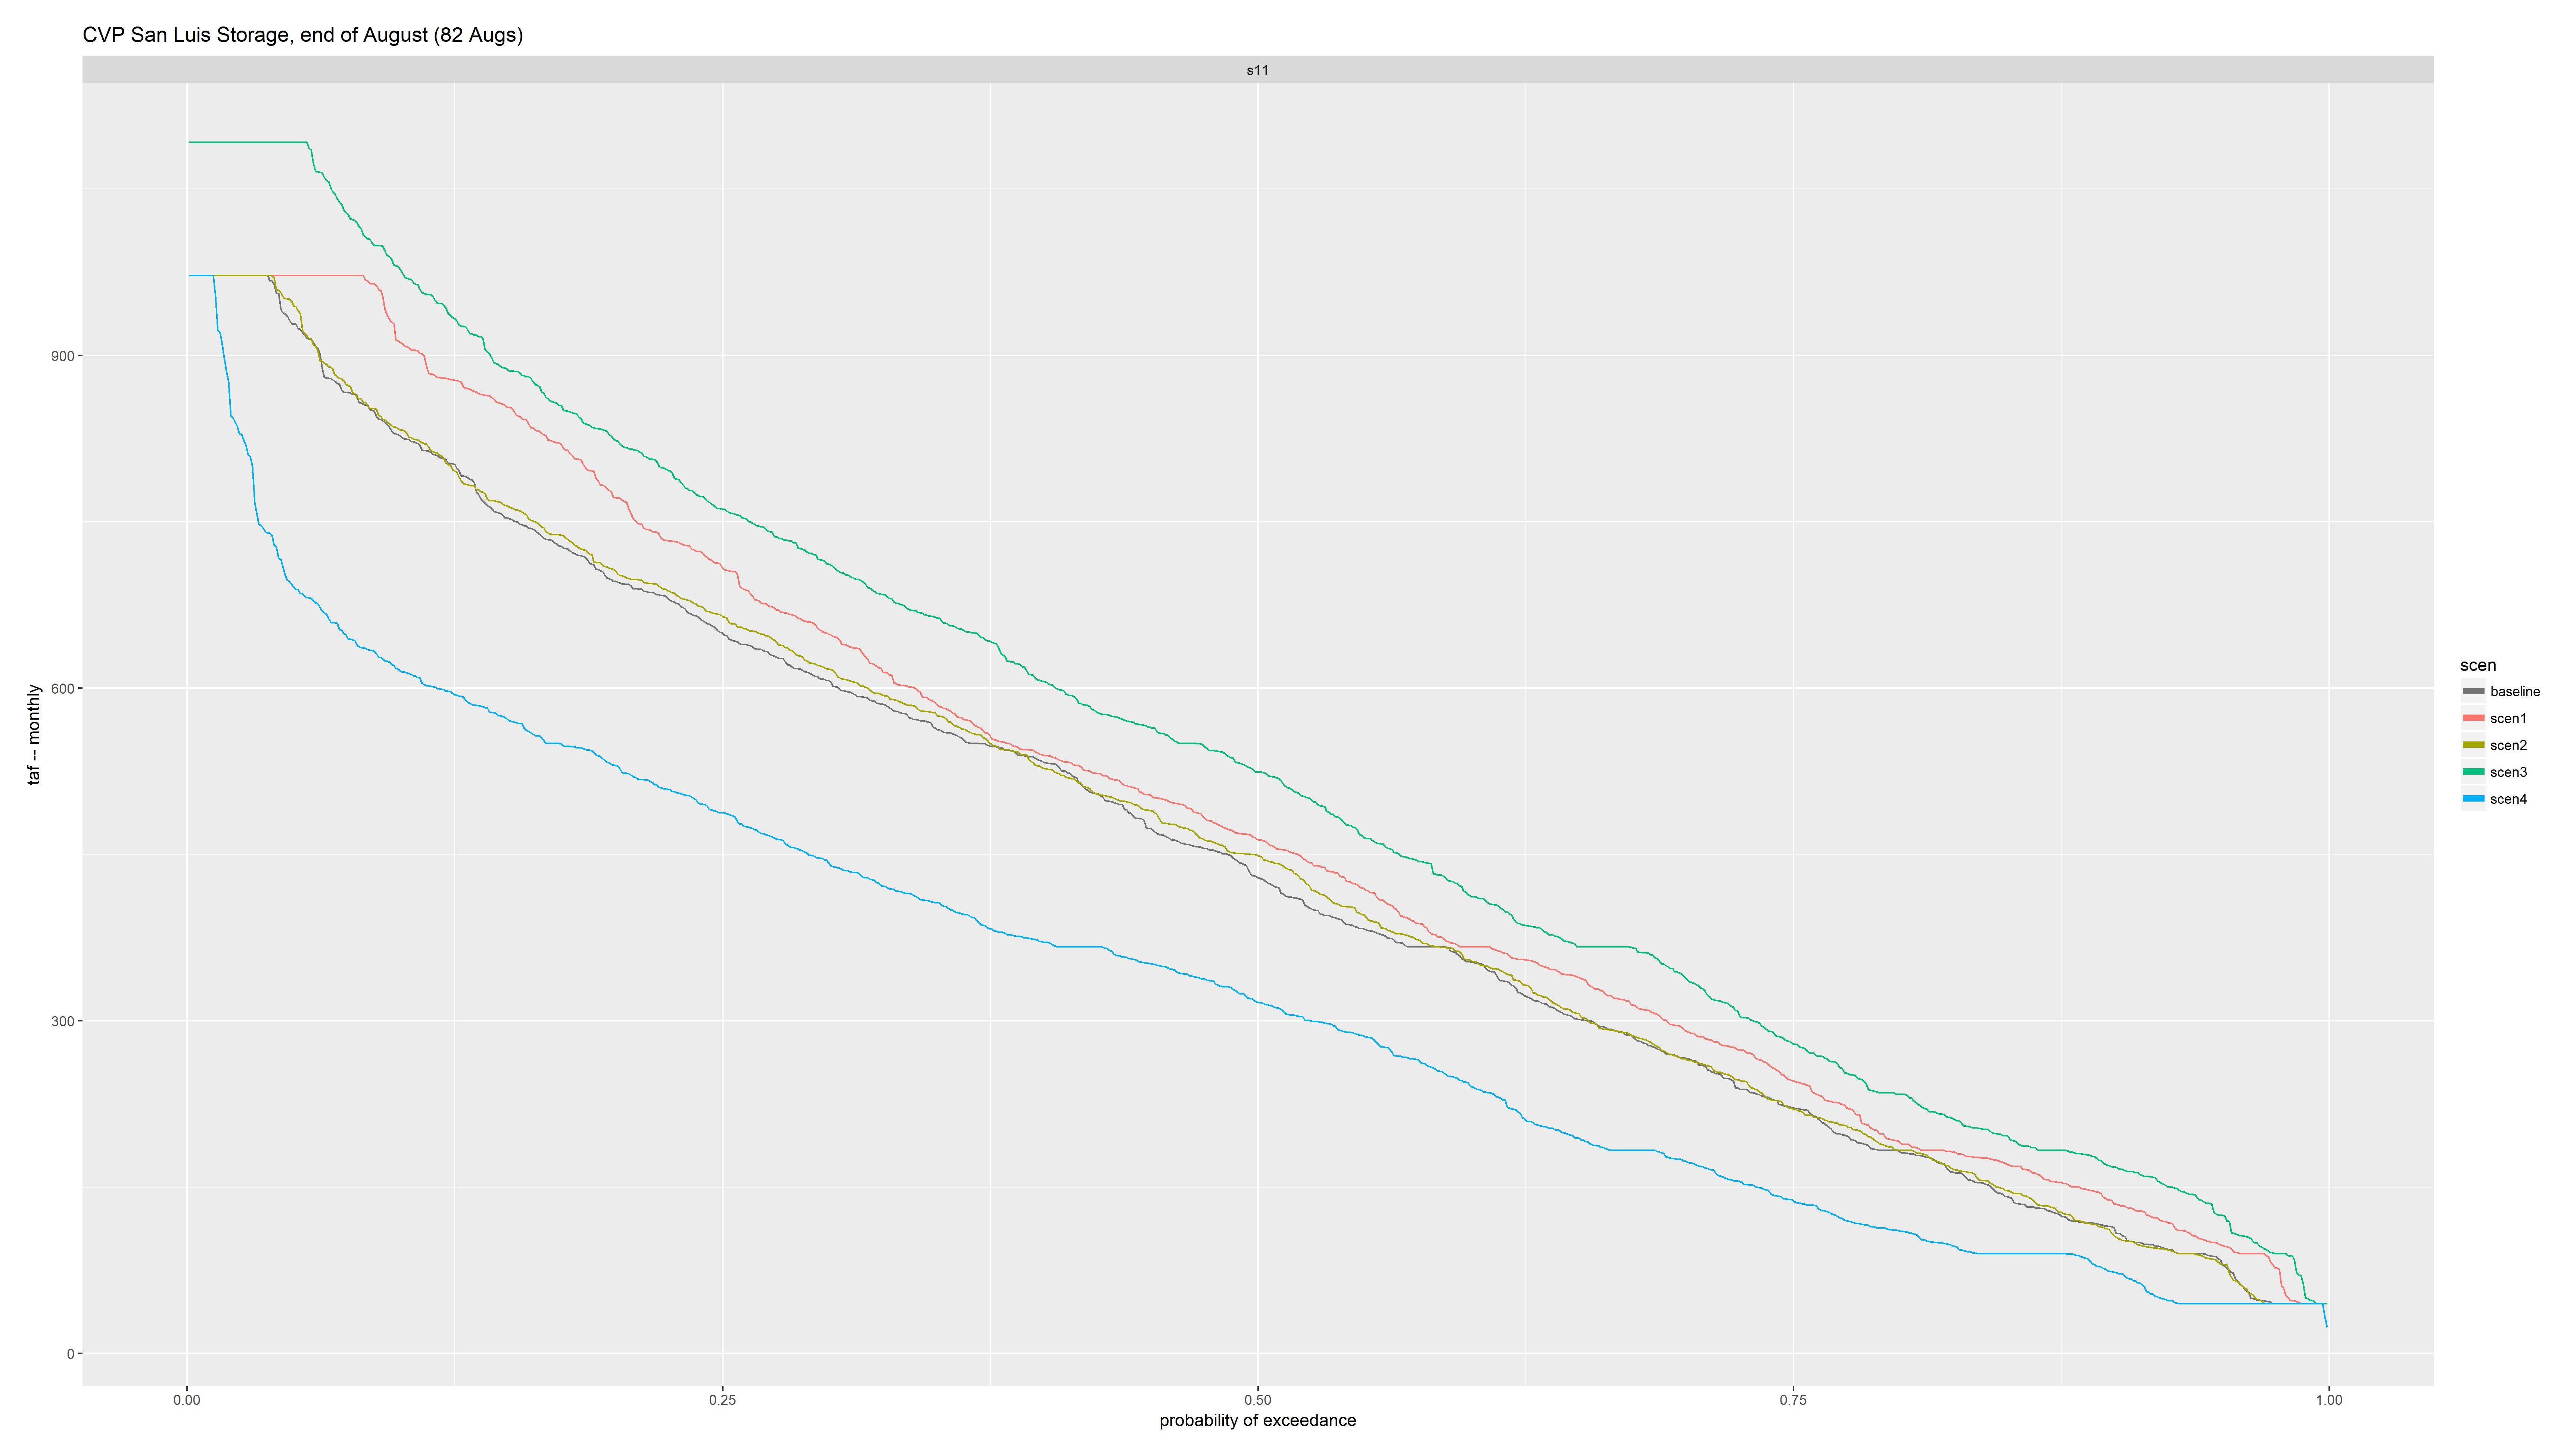 CVP San Luis Storage, end of August (82 Augs)
s11
900
600
300
0
taf -- monthly
0.00
0.25
0.50
0.75
1.00
probability of exceedance
scen
baseline
scen1
scen2
scen3
scen4